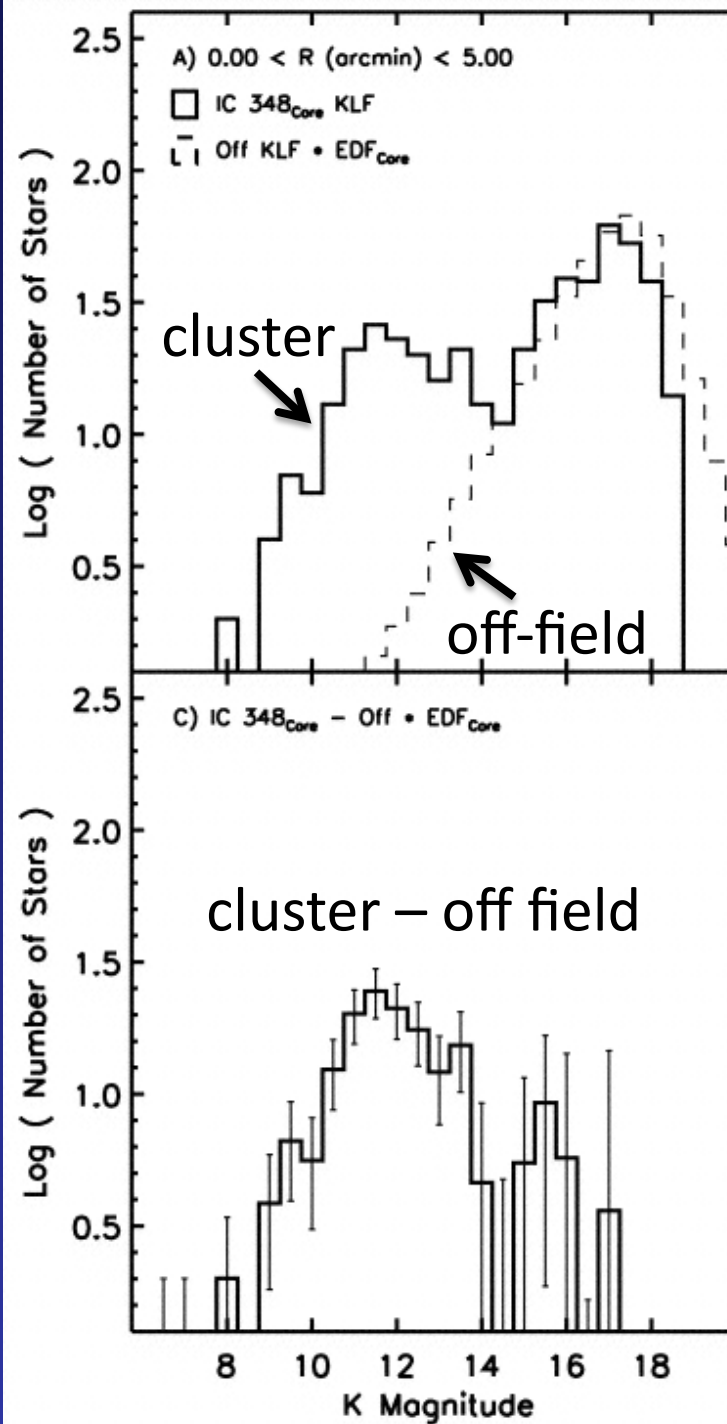 2.5
2.0
1.5
1.0
0.5
Log ( Number of Stars )
A) 0.00 < R (arcmin) < 5.00
IC 348Core KLF
Off KLF • EDFCore
cluster
off-field
2.5
2.0
1.5
1.0
0.5
Log ( Number of Stars )
C) IC 348Core – Off • EDFCore
cluster – off field
8 10 12 14 16 18
K Magnitude